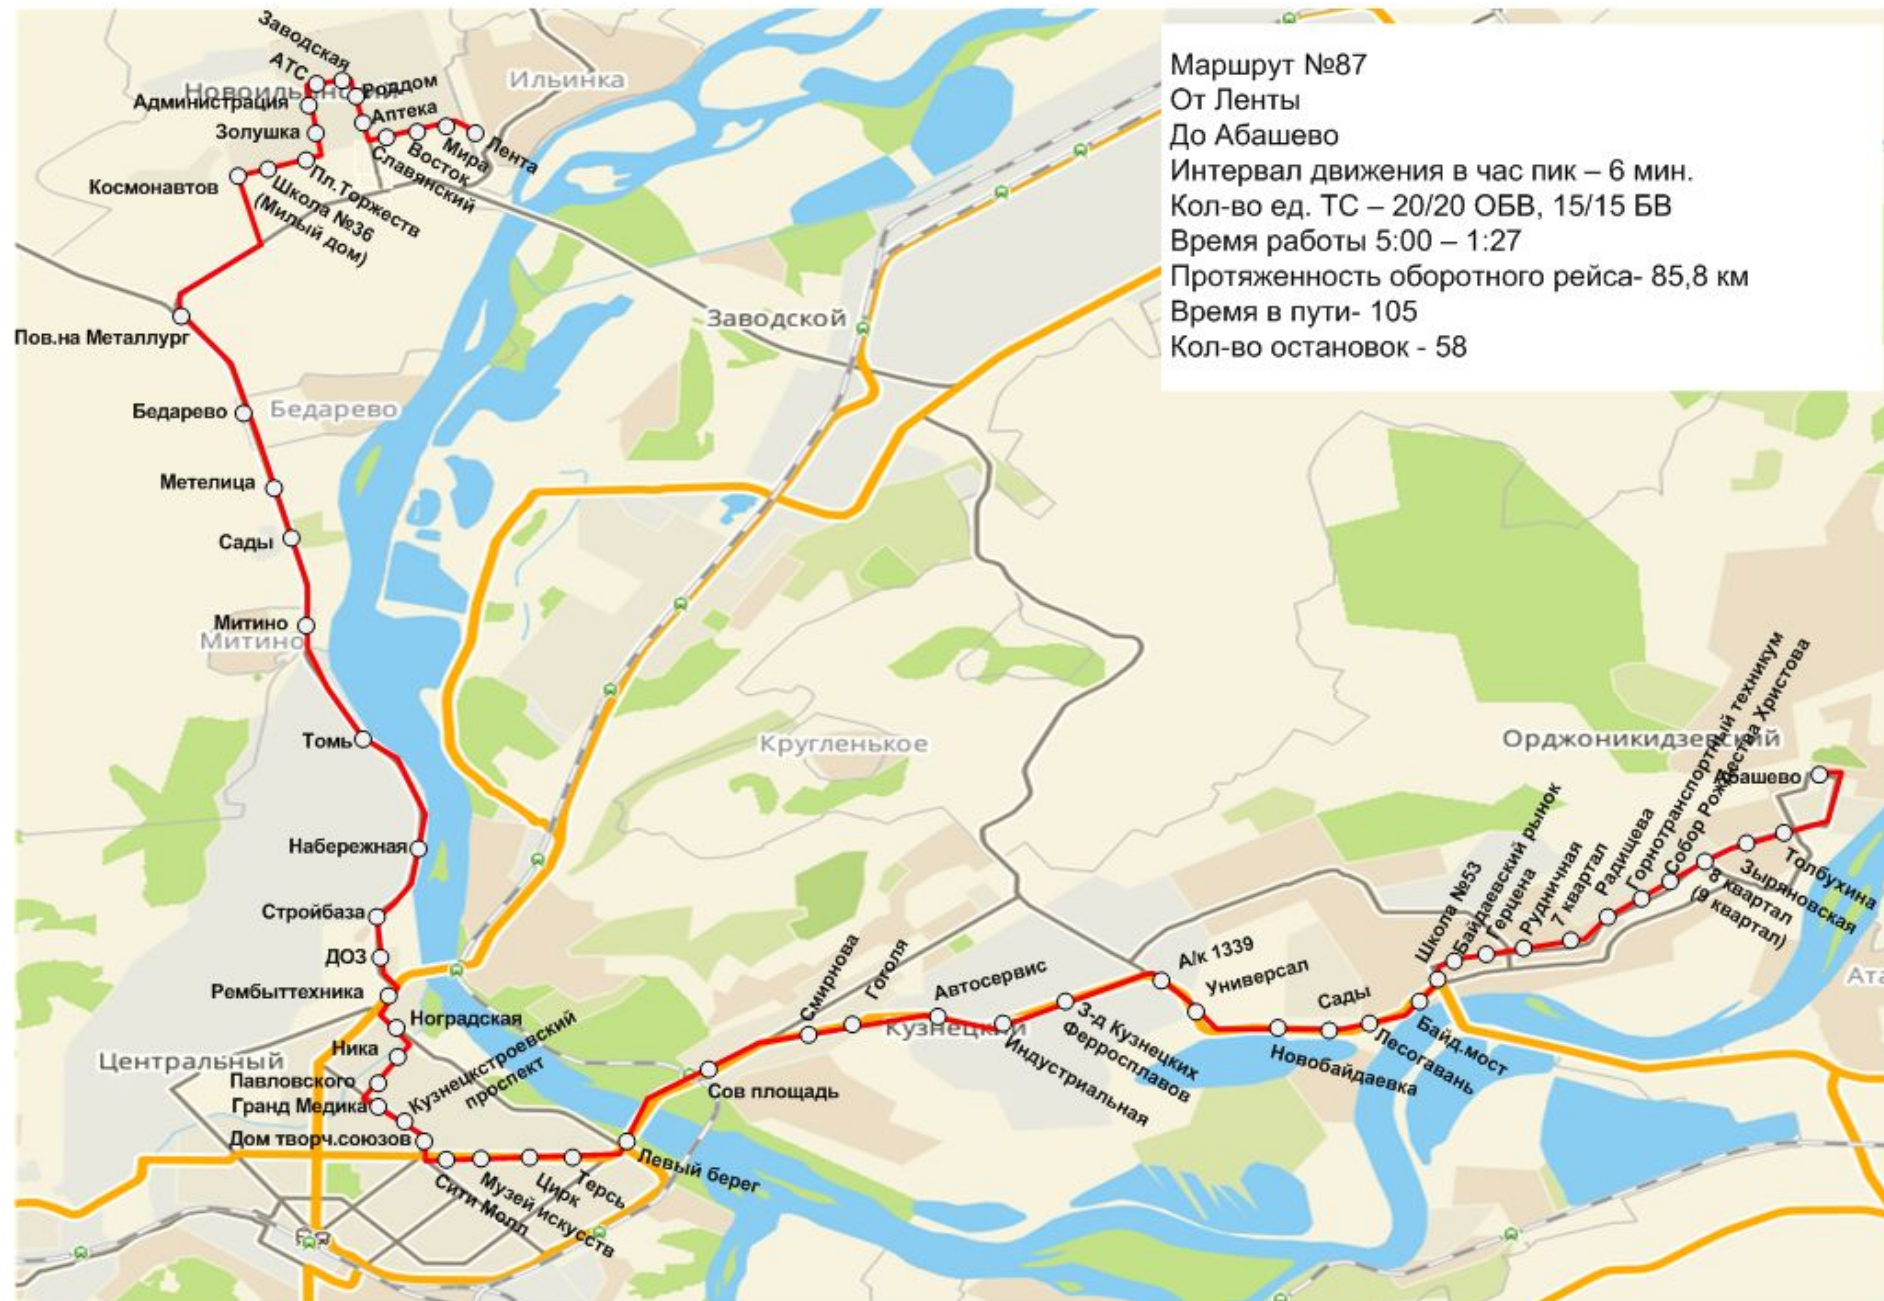 Маршрут №87
От Ленты
До Абашево
Интервал движения в час пик – 6 мин.
Кол-во ед. ТС – 20/20 ОБВ, 15/15 БВ
Время работы 5:00 – 1:27
Протяженность оборотного рейса- 85,8 км
Время в пути- 105
Кол-во остановок - 58
Заводская
АТС
Новоильинский
Ильинка
Роддом
Администрация
Аптека
Золушка
Лента
Мира
Восток
Славянский
Космонавтов
Пл.Торжеств
Школа №36
(Милый дом)
Пов.на Металлург
Заводской
Бедарево
Бедарево
Метелица
Сады
Митино
Митино
Томь
Кругленькое
Орджоникидзевский
Абашево
Набережная
Стройбаза
ДОЗ
Рембыттехника
Ноградская
Ника
Центральный
Павловского
Гранд Медика
Кузнецкстроевский
проспект
Дом творч.союзов
Сити Молл
Музей искусств
Цирк
Терсь
Левый берег
Сов площадь
Смирнова
Гоголя
Автосервис
Кузнецкий
Индустриальная
З-д Кузнецких
Ферросплавов
А/к 1339
Универсал
Новобайдаевка
Сады
Лесогавань
Байд.мост
Школа №53
Байдаевский рынок
Герцена
Рудничная
7 квартал
Радищева
Горнотранспортный техникум
Собор Рождества Христова
8 квартал
(9 квартал)
Зыряновская
Толбухина
Ата